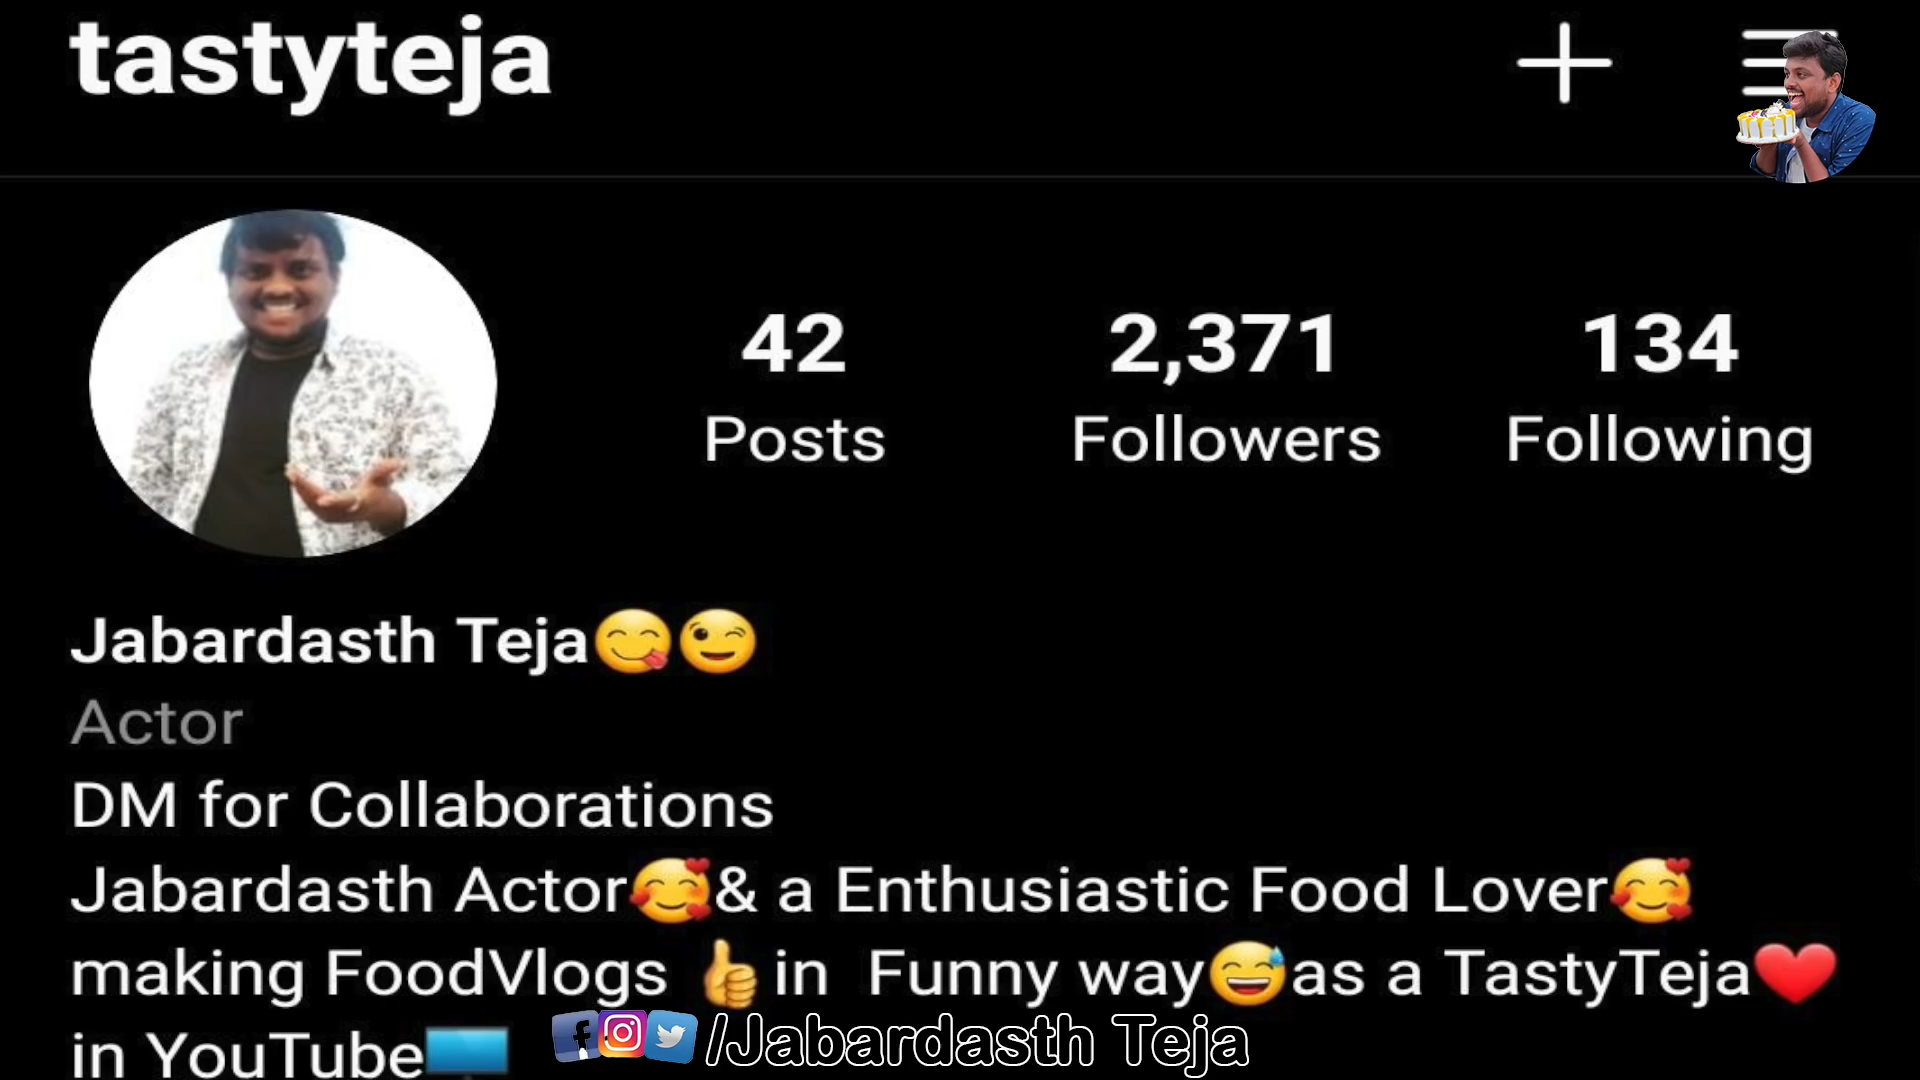 tastyteja
42 2,371 134
Posts Followers Following
Jabardasth Teja😋😉
Actor
DM for Collaborations
Jabardasth Actor🥰& a Enthusiastic Food Lover🥰
making FoodVlogs 👍in Funny way😅as a TastyTeja❤️
in YouTube🖥️
/Jabardasth Teja